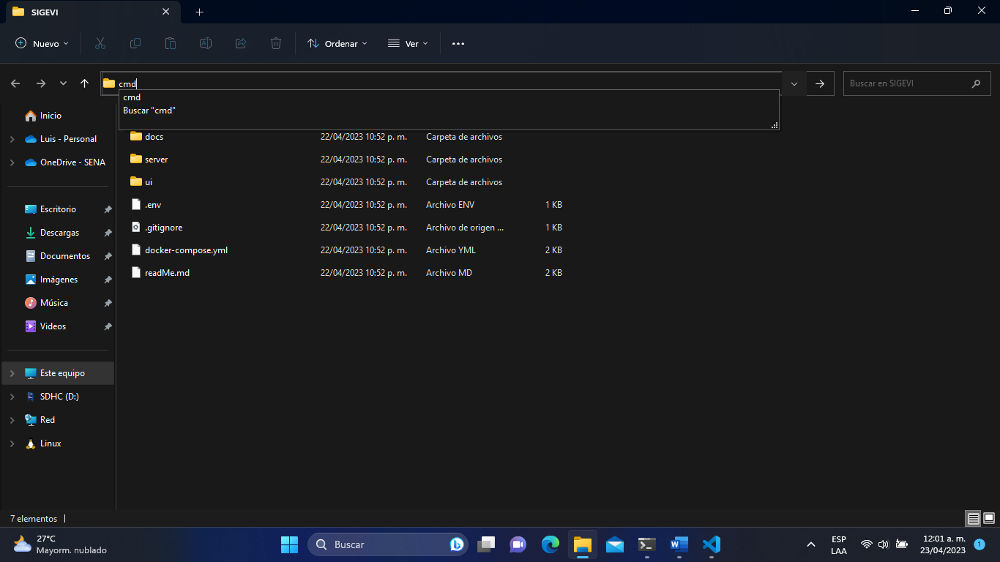 SIGEVI
Nuevo
Ordenar
Ver
cmd
Buscar en SIGEVI
cmd
Buscar "cmd"
Inicio
Luis - Personal
OneDrive - SENA
Escritorio
Descargas
Documentos
Imágenes
Música
Videos
Este equipo
SDHC (D:)
Red
Linux
docs 22/04/2023 10:52 p. m. Carpeta de archivos
server 22/04/2023 10:52 p. m. Carpeta de archivos
ui 22/04/2023 10:52 p. m. Carpeta de archivos
.env 22/04/2023 10:52 p. m. Archivo ENV 1 KB
.gitignore 22/04/2023 10:52 p. m. Archivo de origen ... 1 KB
docker-compose.yml 22/04/2023 10:52 p. m. Archivo YML 2 KB
readMe.md 22/04/2023 10:52 p. m. Archivo MD 2 KB
7 elementos
27°C
Mayorm. nublado
Buscar
ESP
LAA
12:01 a. m.
23/04/2023
1